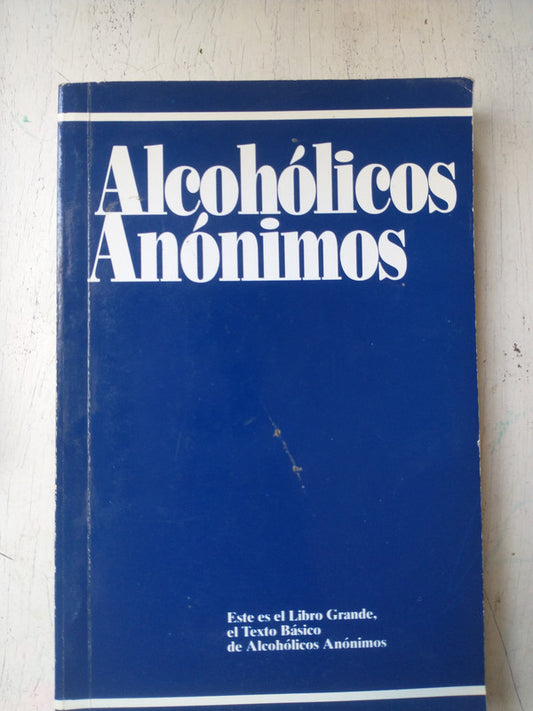 Alcohólicos
Anónimos
Este es el Libro Grande,
el Texto Básico
de Alcohólicos Anónimos